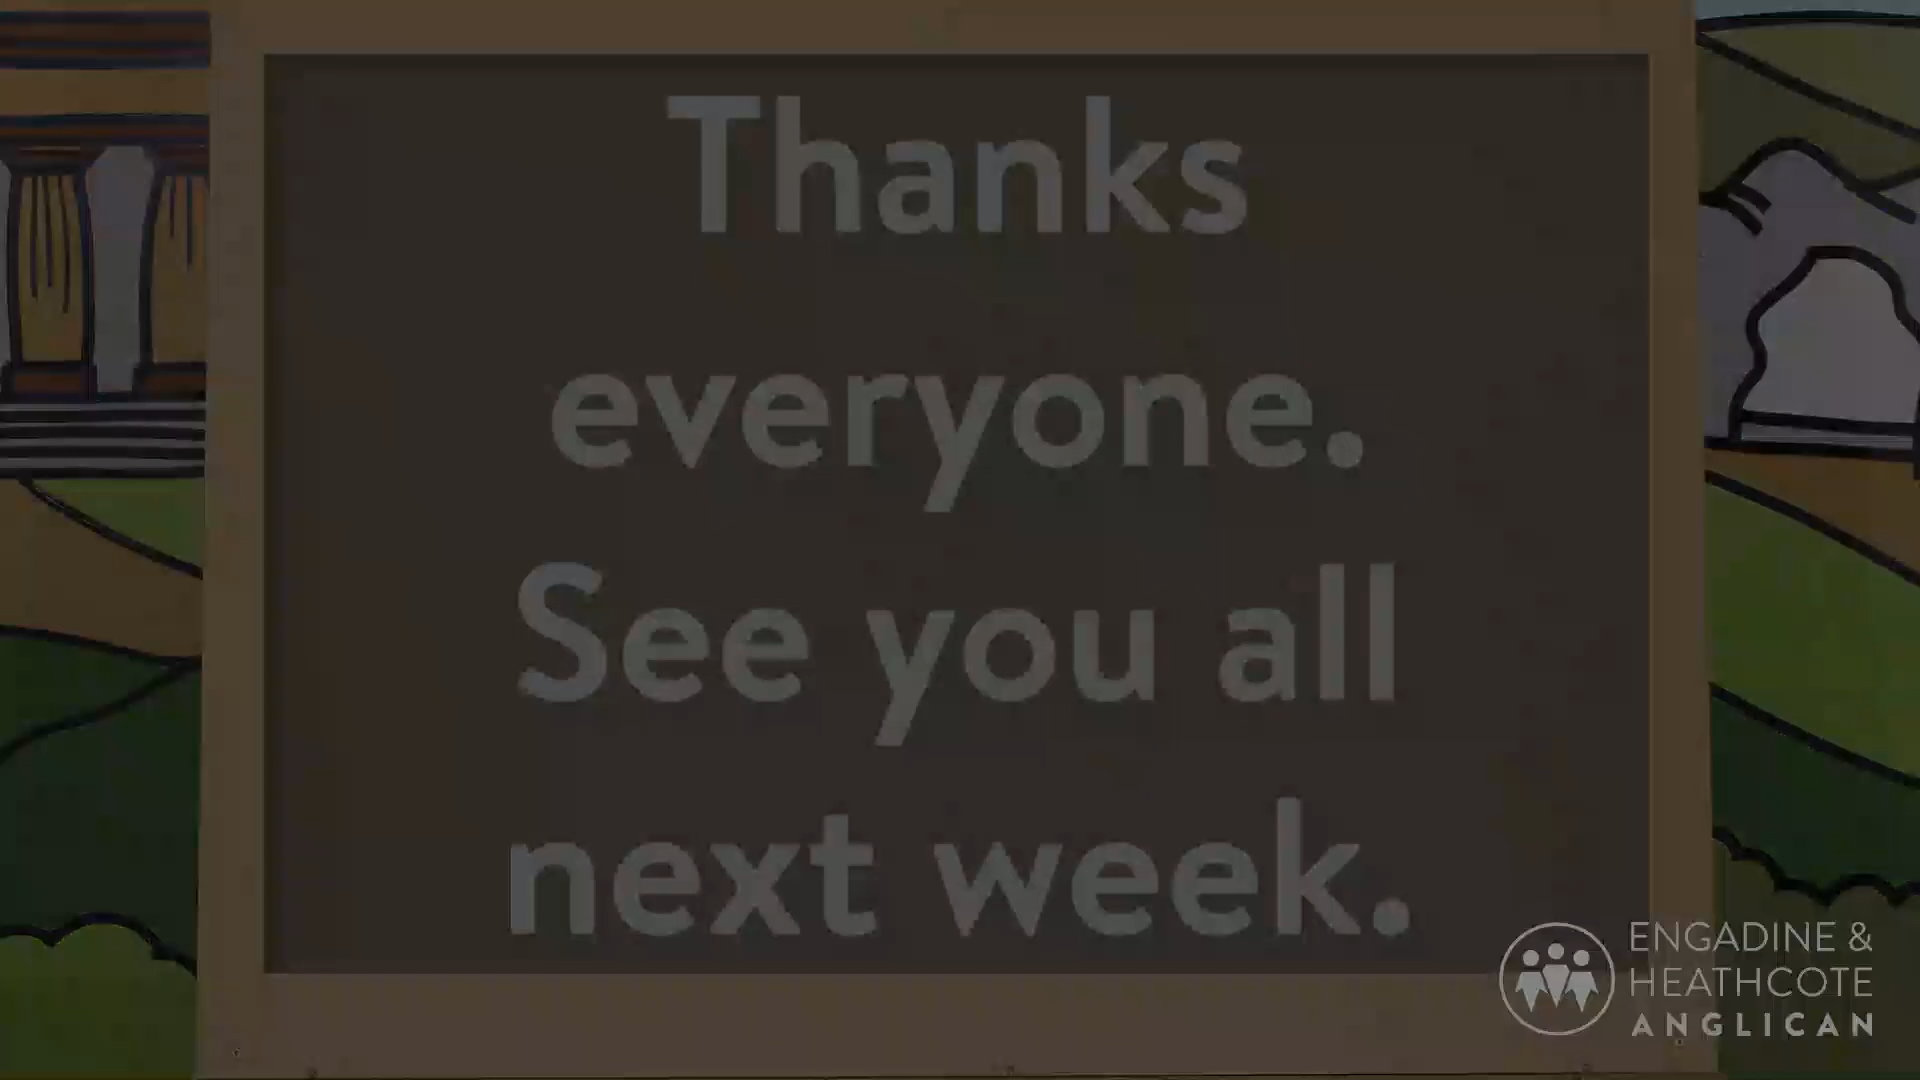 Thanks
everyone.
See you all
next week.
ENGADINE &
HEATHCOTE
ANGLICAN